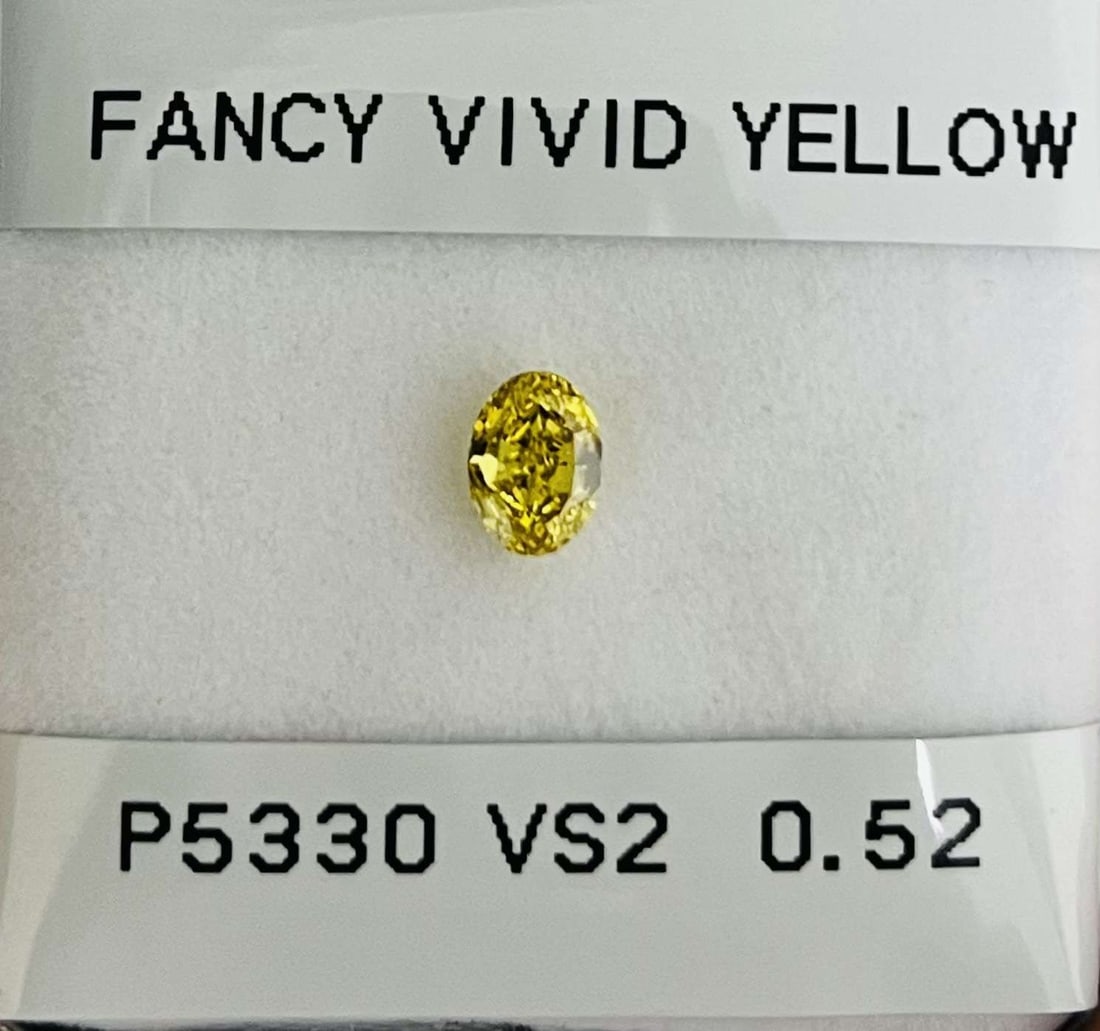 FANCY VIVID YELLOW
P5330 VS2 0.52